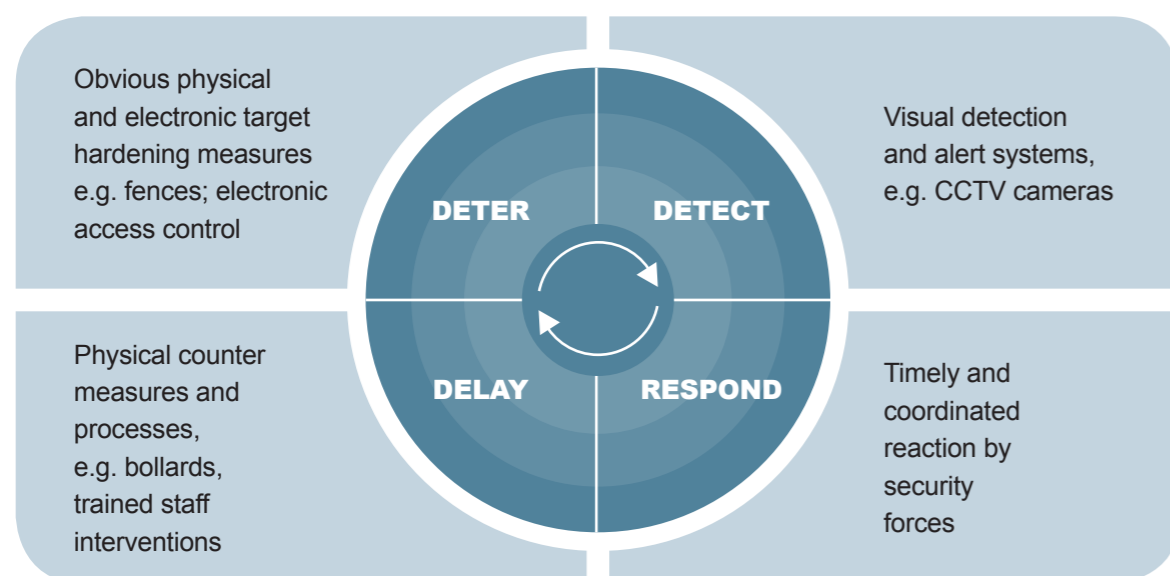 Obvious physical
and electronic target
hardening measures
e.g. fences; electronic
access control
DETER
DETECT
Visual detection
and alert systems,
e.g. CCTV cameras
Physical counter
measures and
processes,
e.g. bollards,
trained staff
interventions
DELAY
RESPOND
Timely and
coordinated
reaction by
security
forces